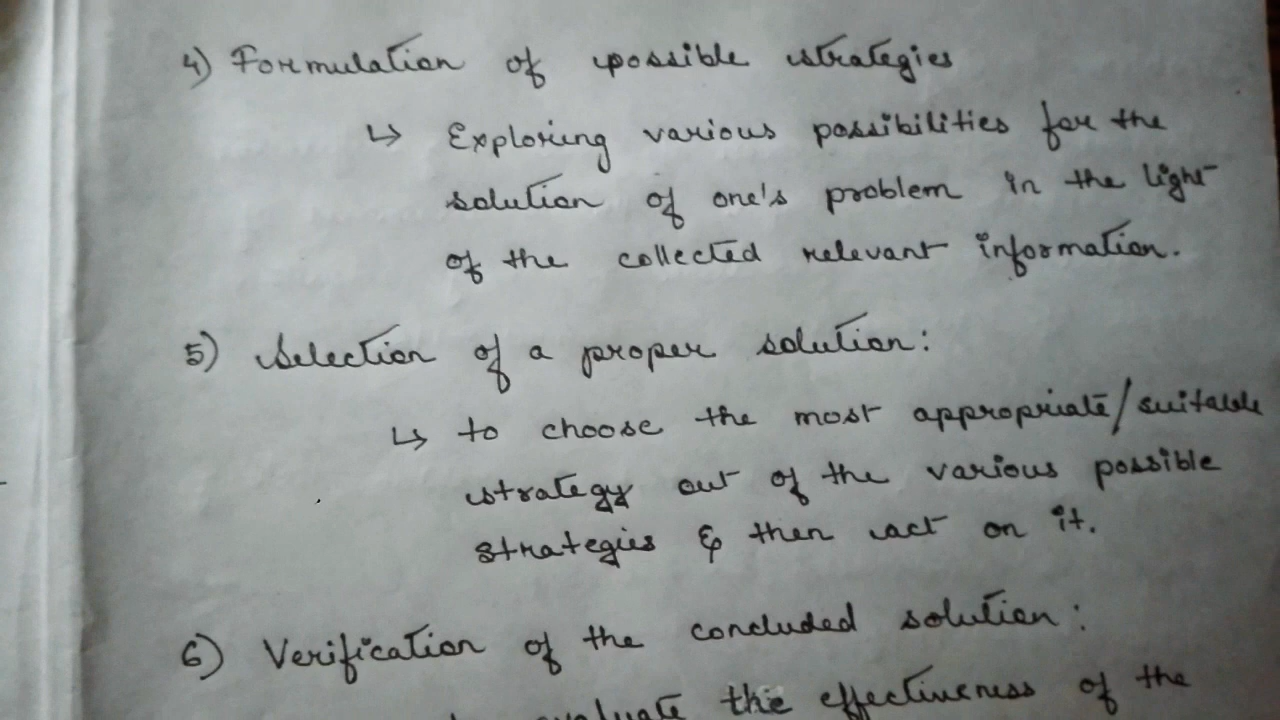 4) Formulation of possible strategies
↳ Exploring various possibilities for the
solution of one's problem in the light
of the collected relevant information.
5) Selection of a proper solution:
↳ to choose the most appropriate/suitable
strategy out of the various possible
strategies & then act on it.
6) Verification of the concluded solution:
evaluate the effectiveness of the